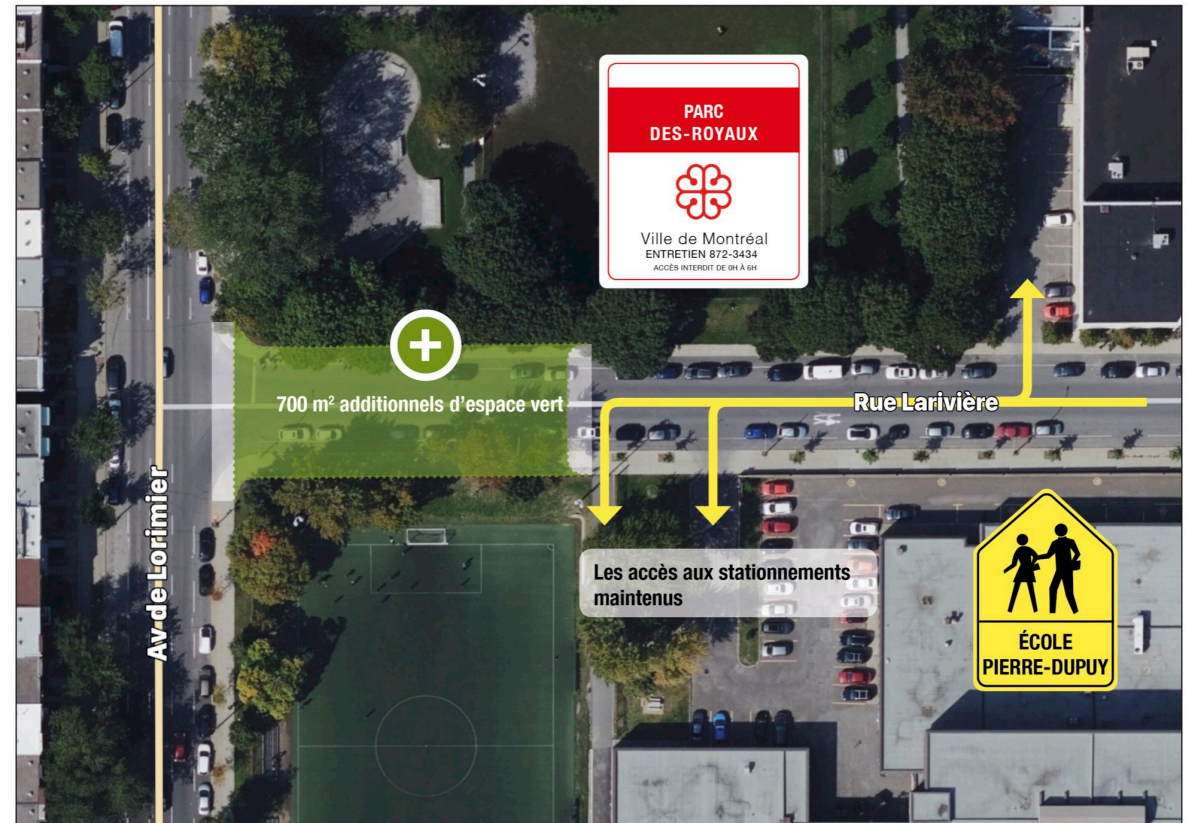 PARC
DES-ROYAUX
Ville de Montréal
ENTRETIEN 872-3434
ACCÈS INTERDIT DE 0H À 6H
+
700 m² additionnels d’espace vert
Rue Larivière
Av de Lorimier
Les accès aux stationnements
maintenus
ÉCOLE
PIERRE-DUPUY